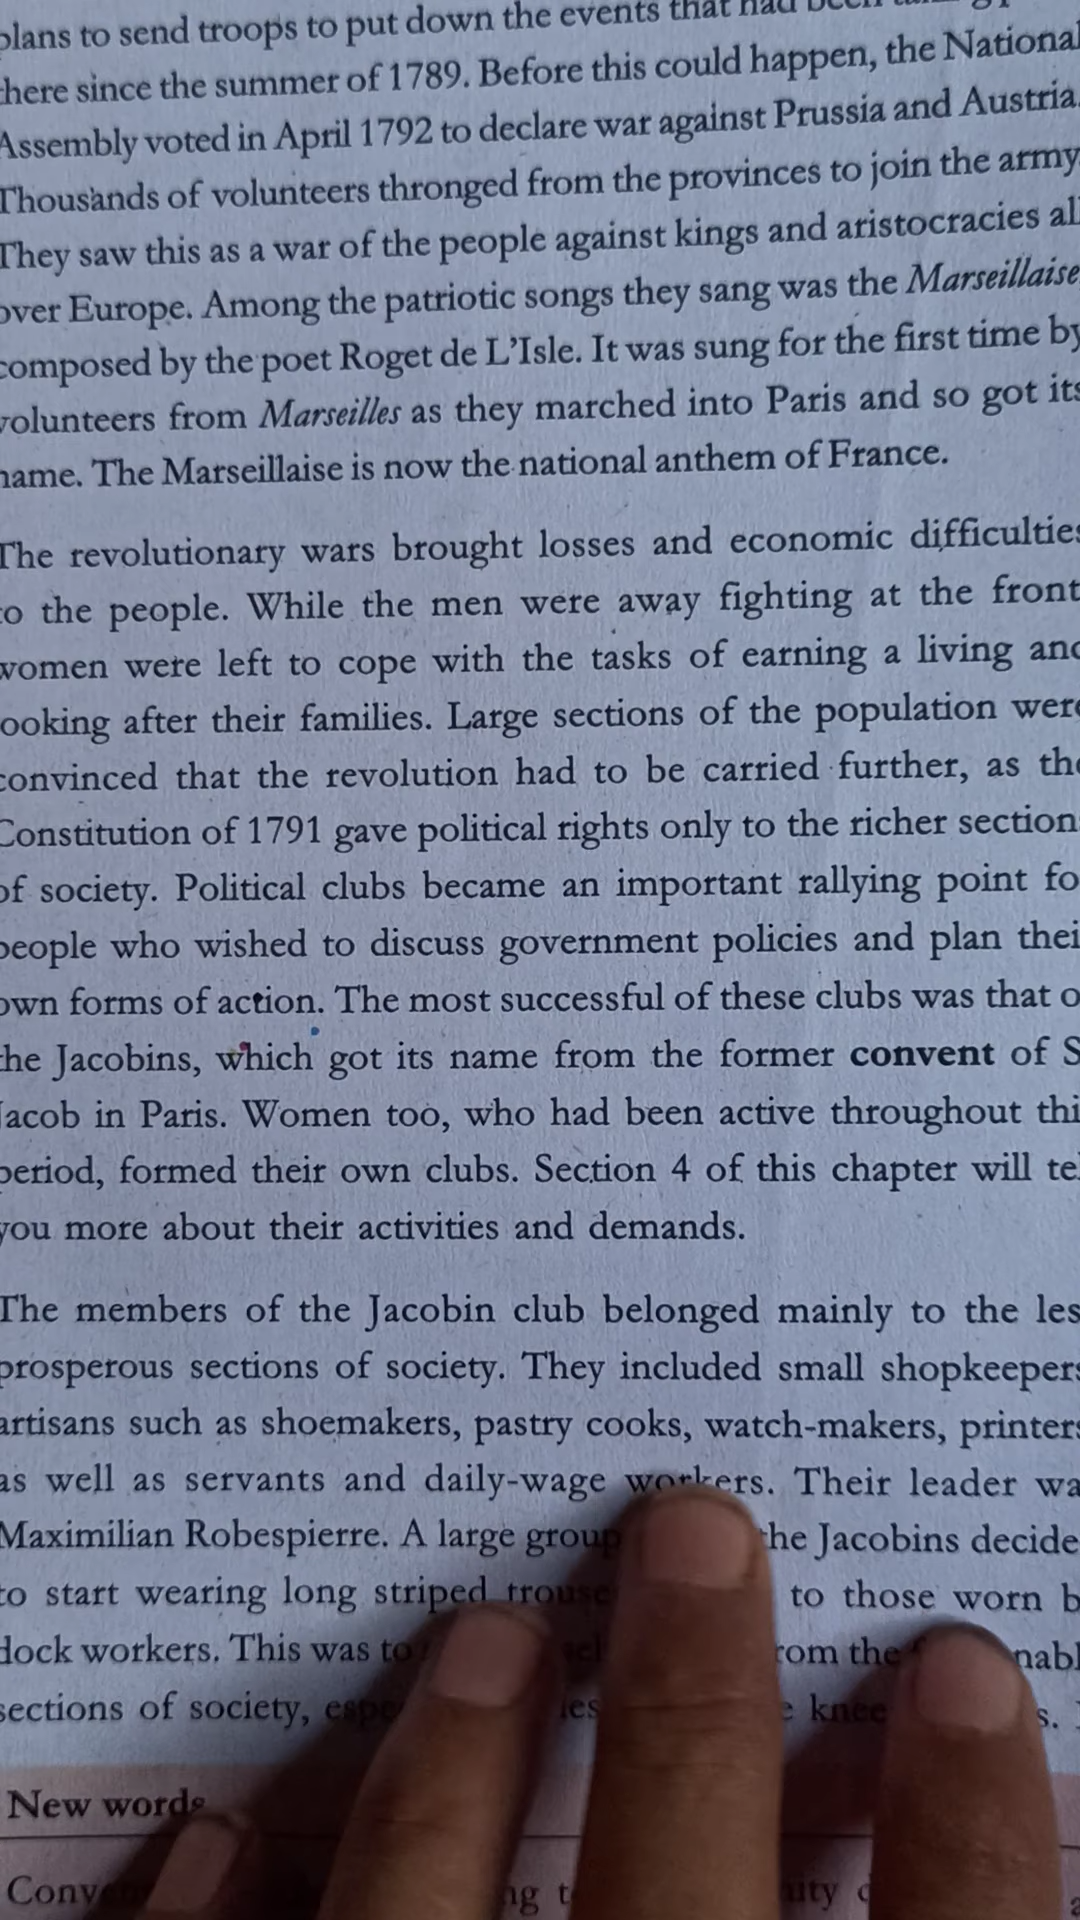 plans to send troops to put down the events that had been
there since the summer of 1789. Before this could happen, the National
Assembly voted in April 1792 to declare war against Prussia and Austria.
Thousands of volunteers thronged from the provinces to join the army.
They saw this as a war of the people against kings and aristocracies all
over Europe. Among the patriotic songs they sang was the Marseillaise,
composed by the poet Roget de L'Isle. It was sung for the first time by
volunteers from Marseilles as they marched into Paris and so got its
name. The Marseillaise is now the national anthem of France.
The revolutionary wars brought losses and economic difficulties
to the people. While the men were away fighting at the front
women were left to cope with the tasks of earning a living and
looking after their families. Large sections of the population were
convinced that the revolution had to be carried further, as the
Constitution of 1791 gave political rights only to the richer section
of society. Political clubs became an important rallying point fo
people who wished to discuss government policies and plan thei
own forms of action. The most successful of these clubs was that o
the Jacobins, which got its name from the former convent of S
Jacob in Paris. Women too, who had been active throughout thi
period, formed their own clubs. Section 4 of this chapter will tel
you more about their activities and demands.
The members of the Jacobin club belonged mainly to the les
prosperous sections of society. They included small shopkeepers
artisans such as shoemakers, pastry cooks, watch-makers, printers
as well as servants and daily-wage workers. Their leader wa
Maximilian Robespierre. A large group the Jacobins decide
to start wearing long striped trouse to those worn b
dock workers. This was to from the
sections of society, knee
New words